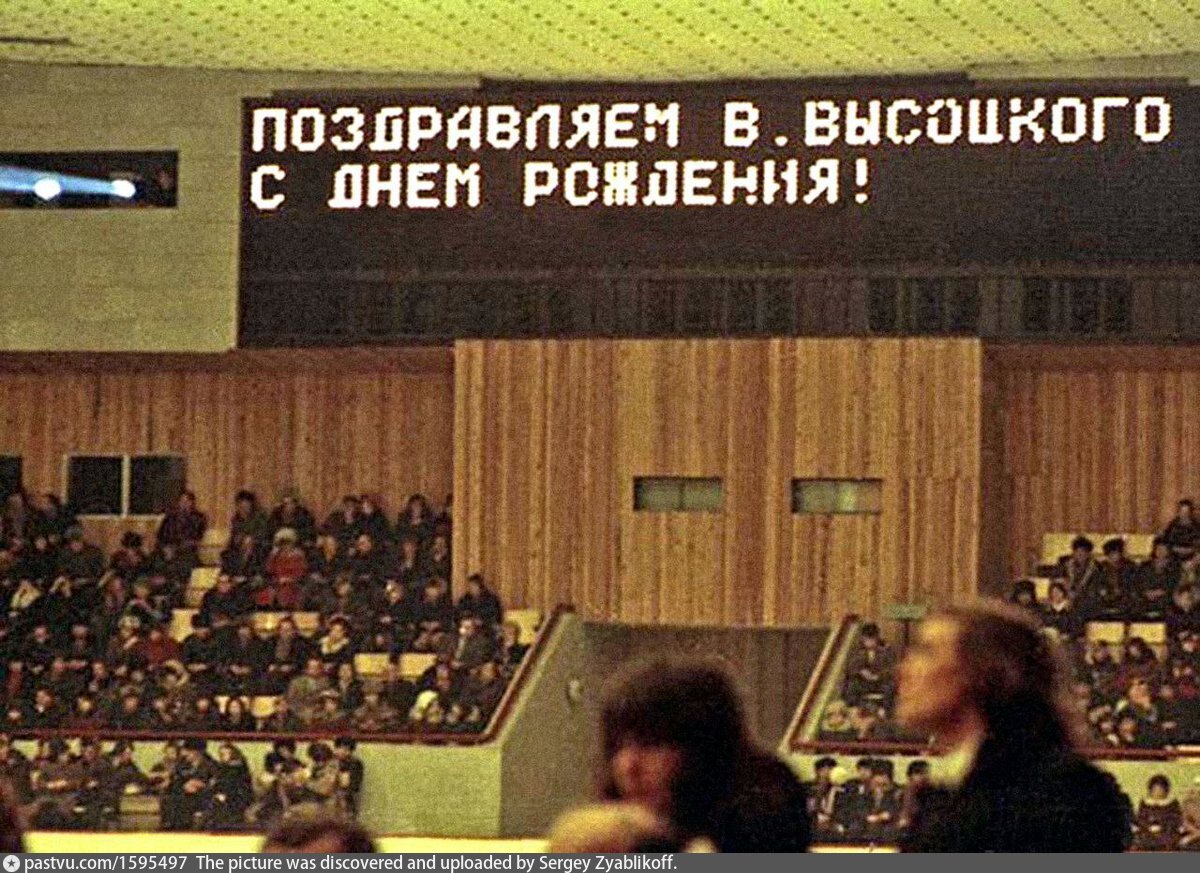 ПОЗДРАВЛЯЕМ В.ВЫСОЦКОГО
С ДНЕМ РОЖДЕНИЯ!
pastvu.com/1595497 The picture was discovered and uploaded by Sergey Zyablikoff.